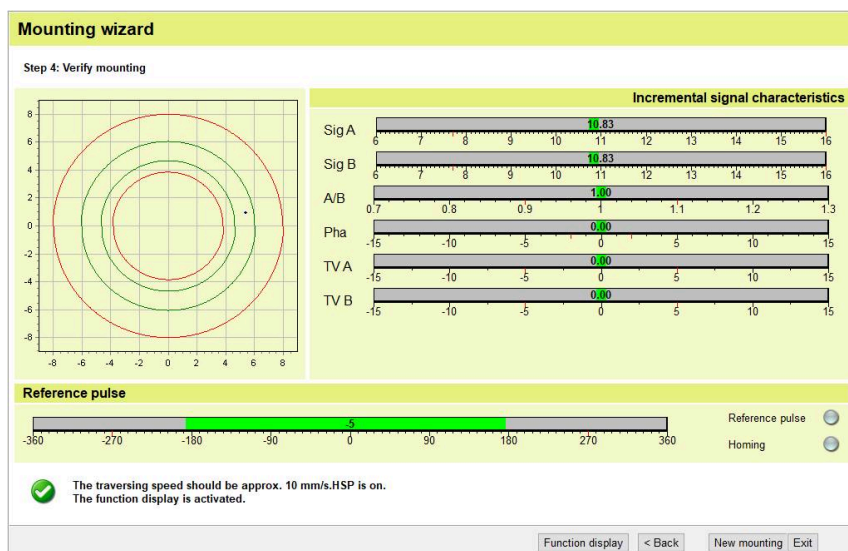 Mounting wizard
Step 4: Verify mounting
Incremental signal characteristics
8
6
4
2
0
-2
-4
-6
-8
-8 -6 -4 -2 0 2 4 6 8
Sig A 10.83
6 7 8 9 10 11 12 13 14 15 16
Sig B 10.83
6 7 8 9 10 11 12 13 14 15 16
A/B 1.00
0.7 0.8 0.9 1 1.1 1.2 1.3
Pha 0.00
-15 -10 -5 0 5 10 15
TV A 0.00
-15 -10 -5 0 5 10 15
TV B 0.00
-15 -10 -5 0 5 10 15
Reference pulse
-5
-360 -270 -180 -90 0 90 180 270 360
Reference pulse
Homing
The traversing speed should be approx. 10 mm/s.HSP is on.
The function display is activated.
Function display < Back New mounting Exit